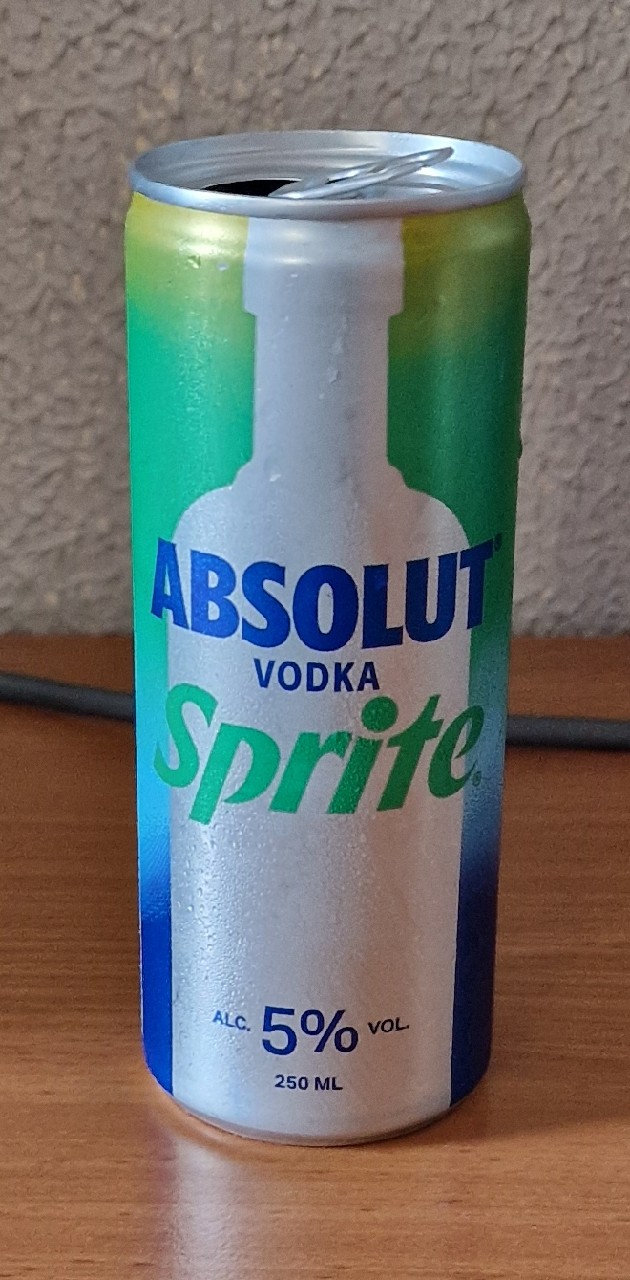 ABSOLUT®
VODKA
Sprite®
ALC. 5% VOL.
250 ML